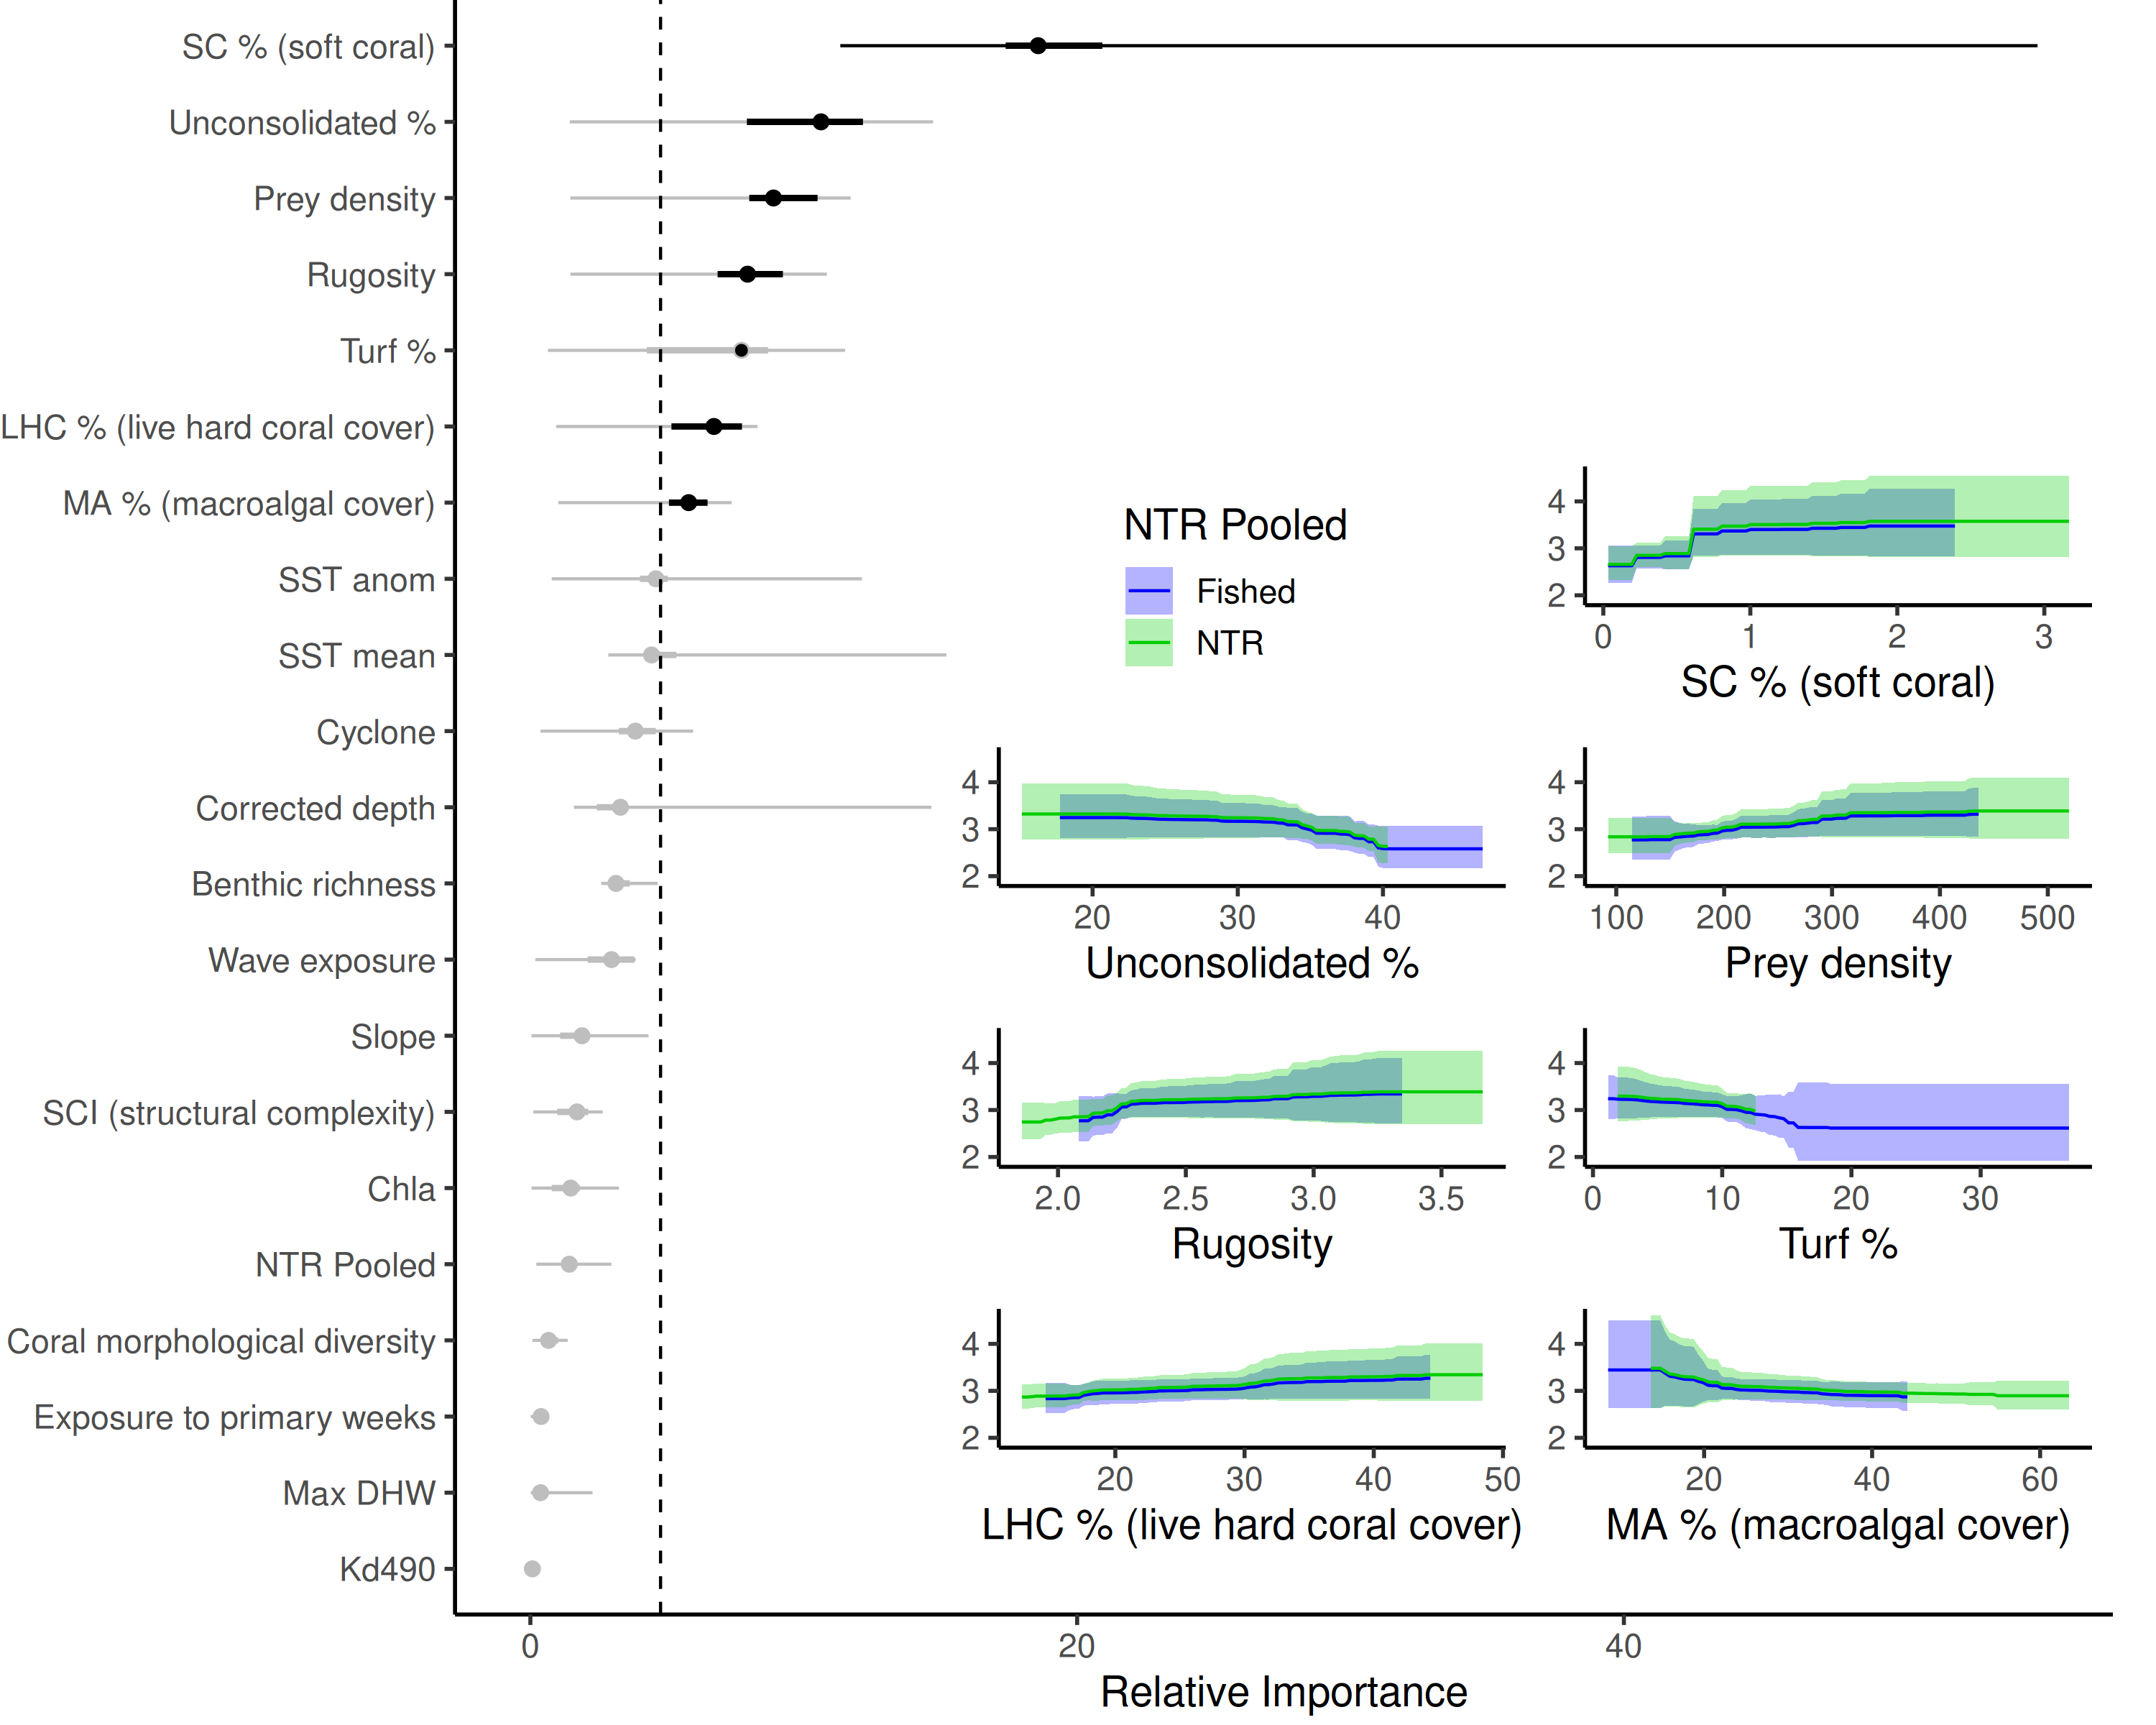 SC % (soft coral)
Unconsolidated %
Prey density
Rugosity
Turf %
LHC % (live hard coral cover)
MA % (macroalgal cover)
SST anom
SST mean
Cyclone
Corrected depth
Benthic richness
Wave exposure
Slope
SCI (structural complexity)
Chla
NTR Pooled
Coral morphological diversity
Exposure to primary weeks
Max DHW
Kd490
0 20 40
Relative Importance
NTR Pooled
Fished
NTR
4
3
2
0 1 2 3
SC % (soft coral)
4
3
2
20 30 40
Unconsolidated %
4
3
2
100 200 300 400 500
Prey density
4
3
2
2.0 2.5 3.0 3.5
Rugosity
4
3
2
0 10 20 30
Turf %
4
3
2
20 30 40 50
LHC % (live hard coral cover)
4
3
2
20 40 60
MA % (macroalgal cover)